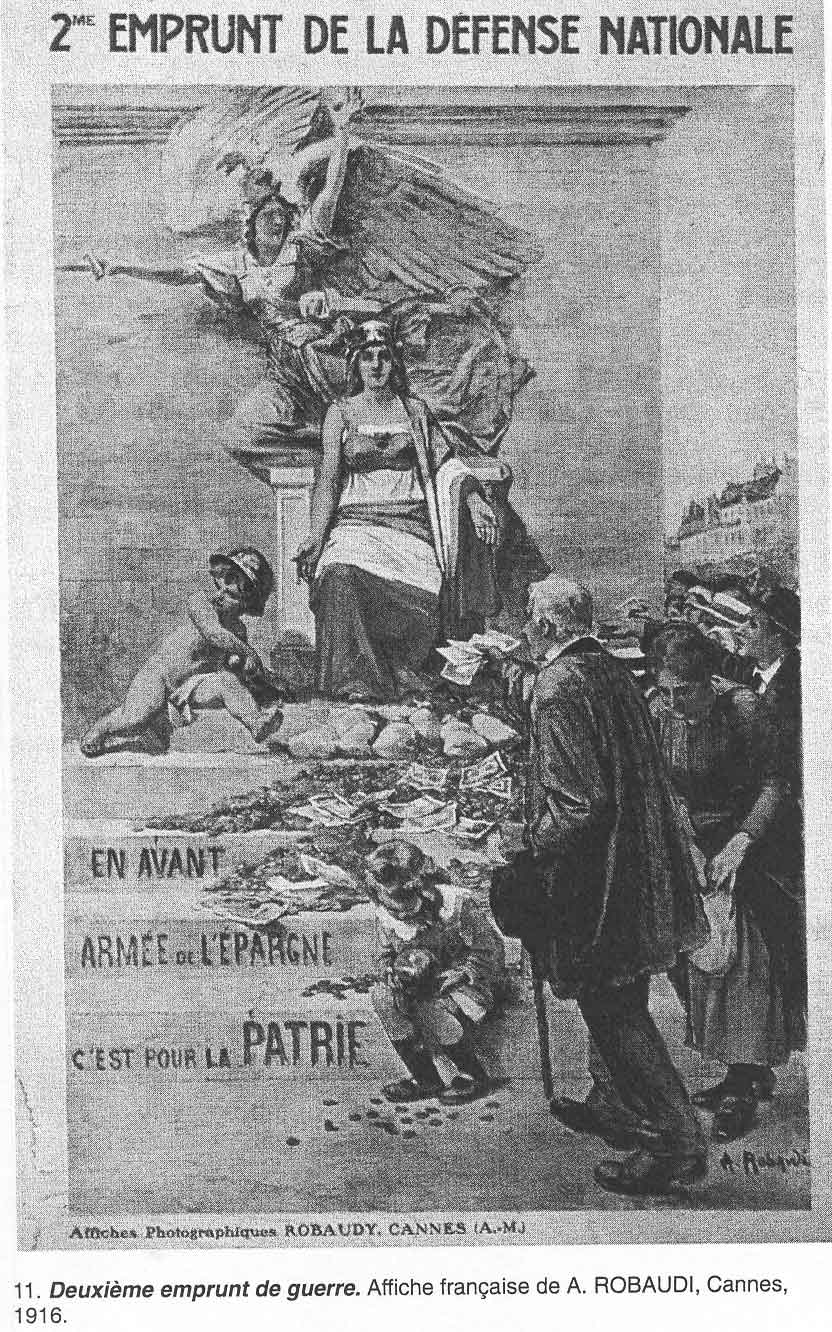 2ME EMPRUNT DE LA DÉFENSE NATIONALE
EN AVANT
ARMÉE DE L'ÉPARGNE
C'EST POUR LA PATRIE
A. Robaudi
Affiches Photographiques ROBAUDY. CANNES (A.-M.)
11. Deuxième emprunt de guerre. Affiche française de A. ROBAUDI, Cannes,
1916.